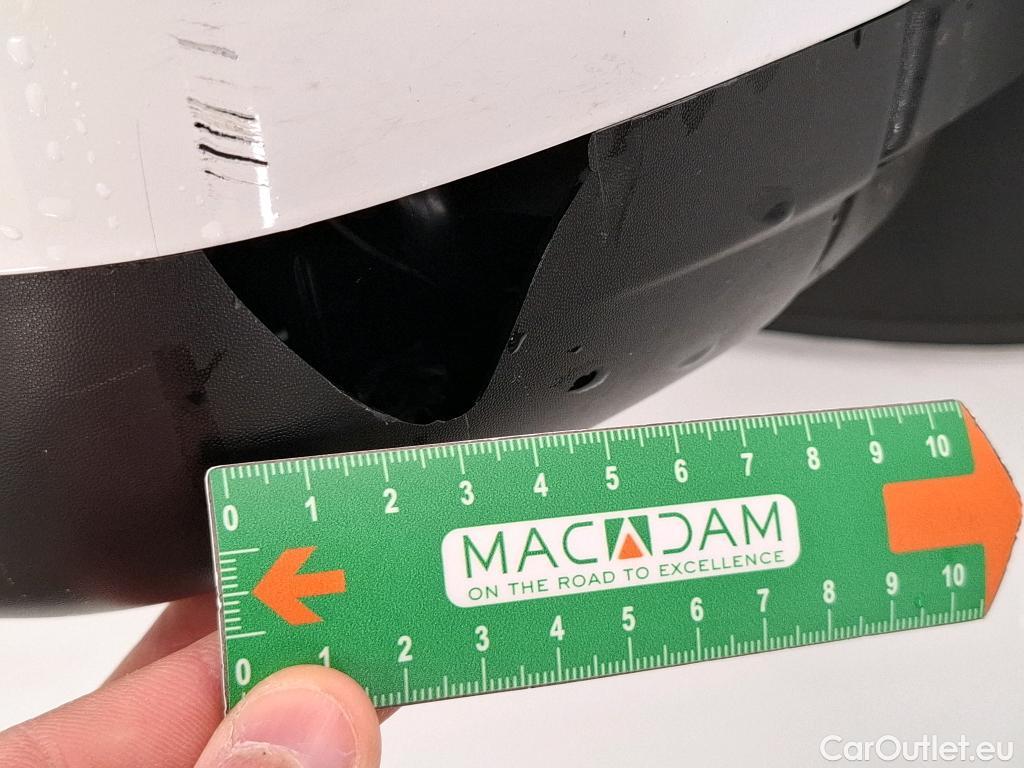 0 1 2 3 4 5 6 7 8 9 10
MACADAM
ON THE ROAD TO EXCELLENCE
0 1 2 3 4 5 6 7 8 9 10
CarOutlet.eu